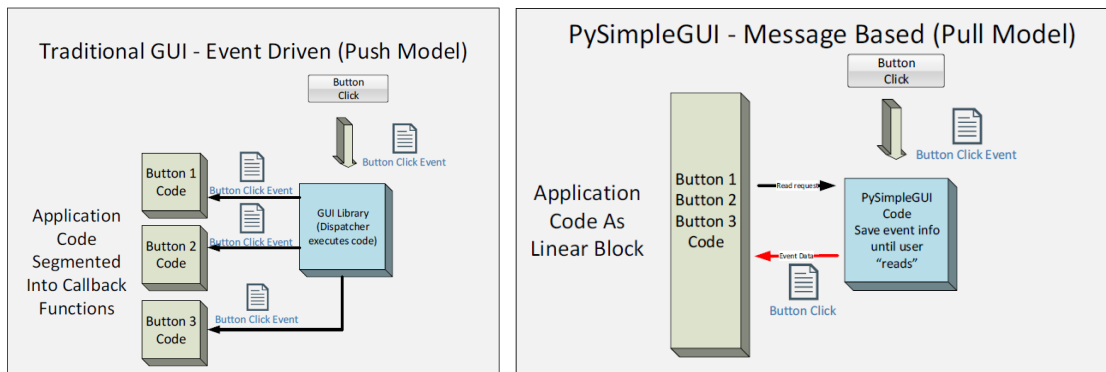 Traditional GUI - Event Driven (Push Model)
Button
Click
Button Click Event
Button 1
Code
Button Click Event
Button 2
Code
Button Click Event
Button 3
Code
Button Click Event
GUI Library
(Dispatcher
executes code)
Application
Code
Segmented
Into Callback
Functions
PySimpleGUI - Message Based (Pull Model)
Button
Click
Button Click Event
Application
Code As
Linear Block
Button 1
Button 2
Button 3
Code
Read request
PySimpleGUI
Code
Save event info
until user
“reads”
Event Data
Button Click